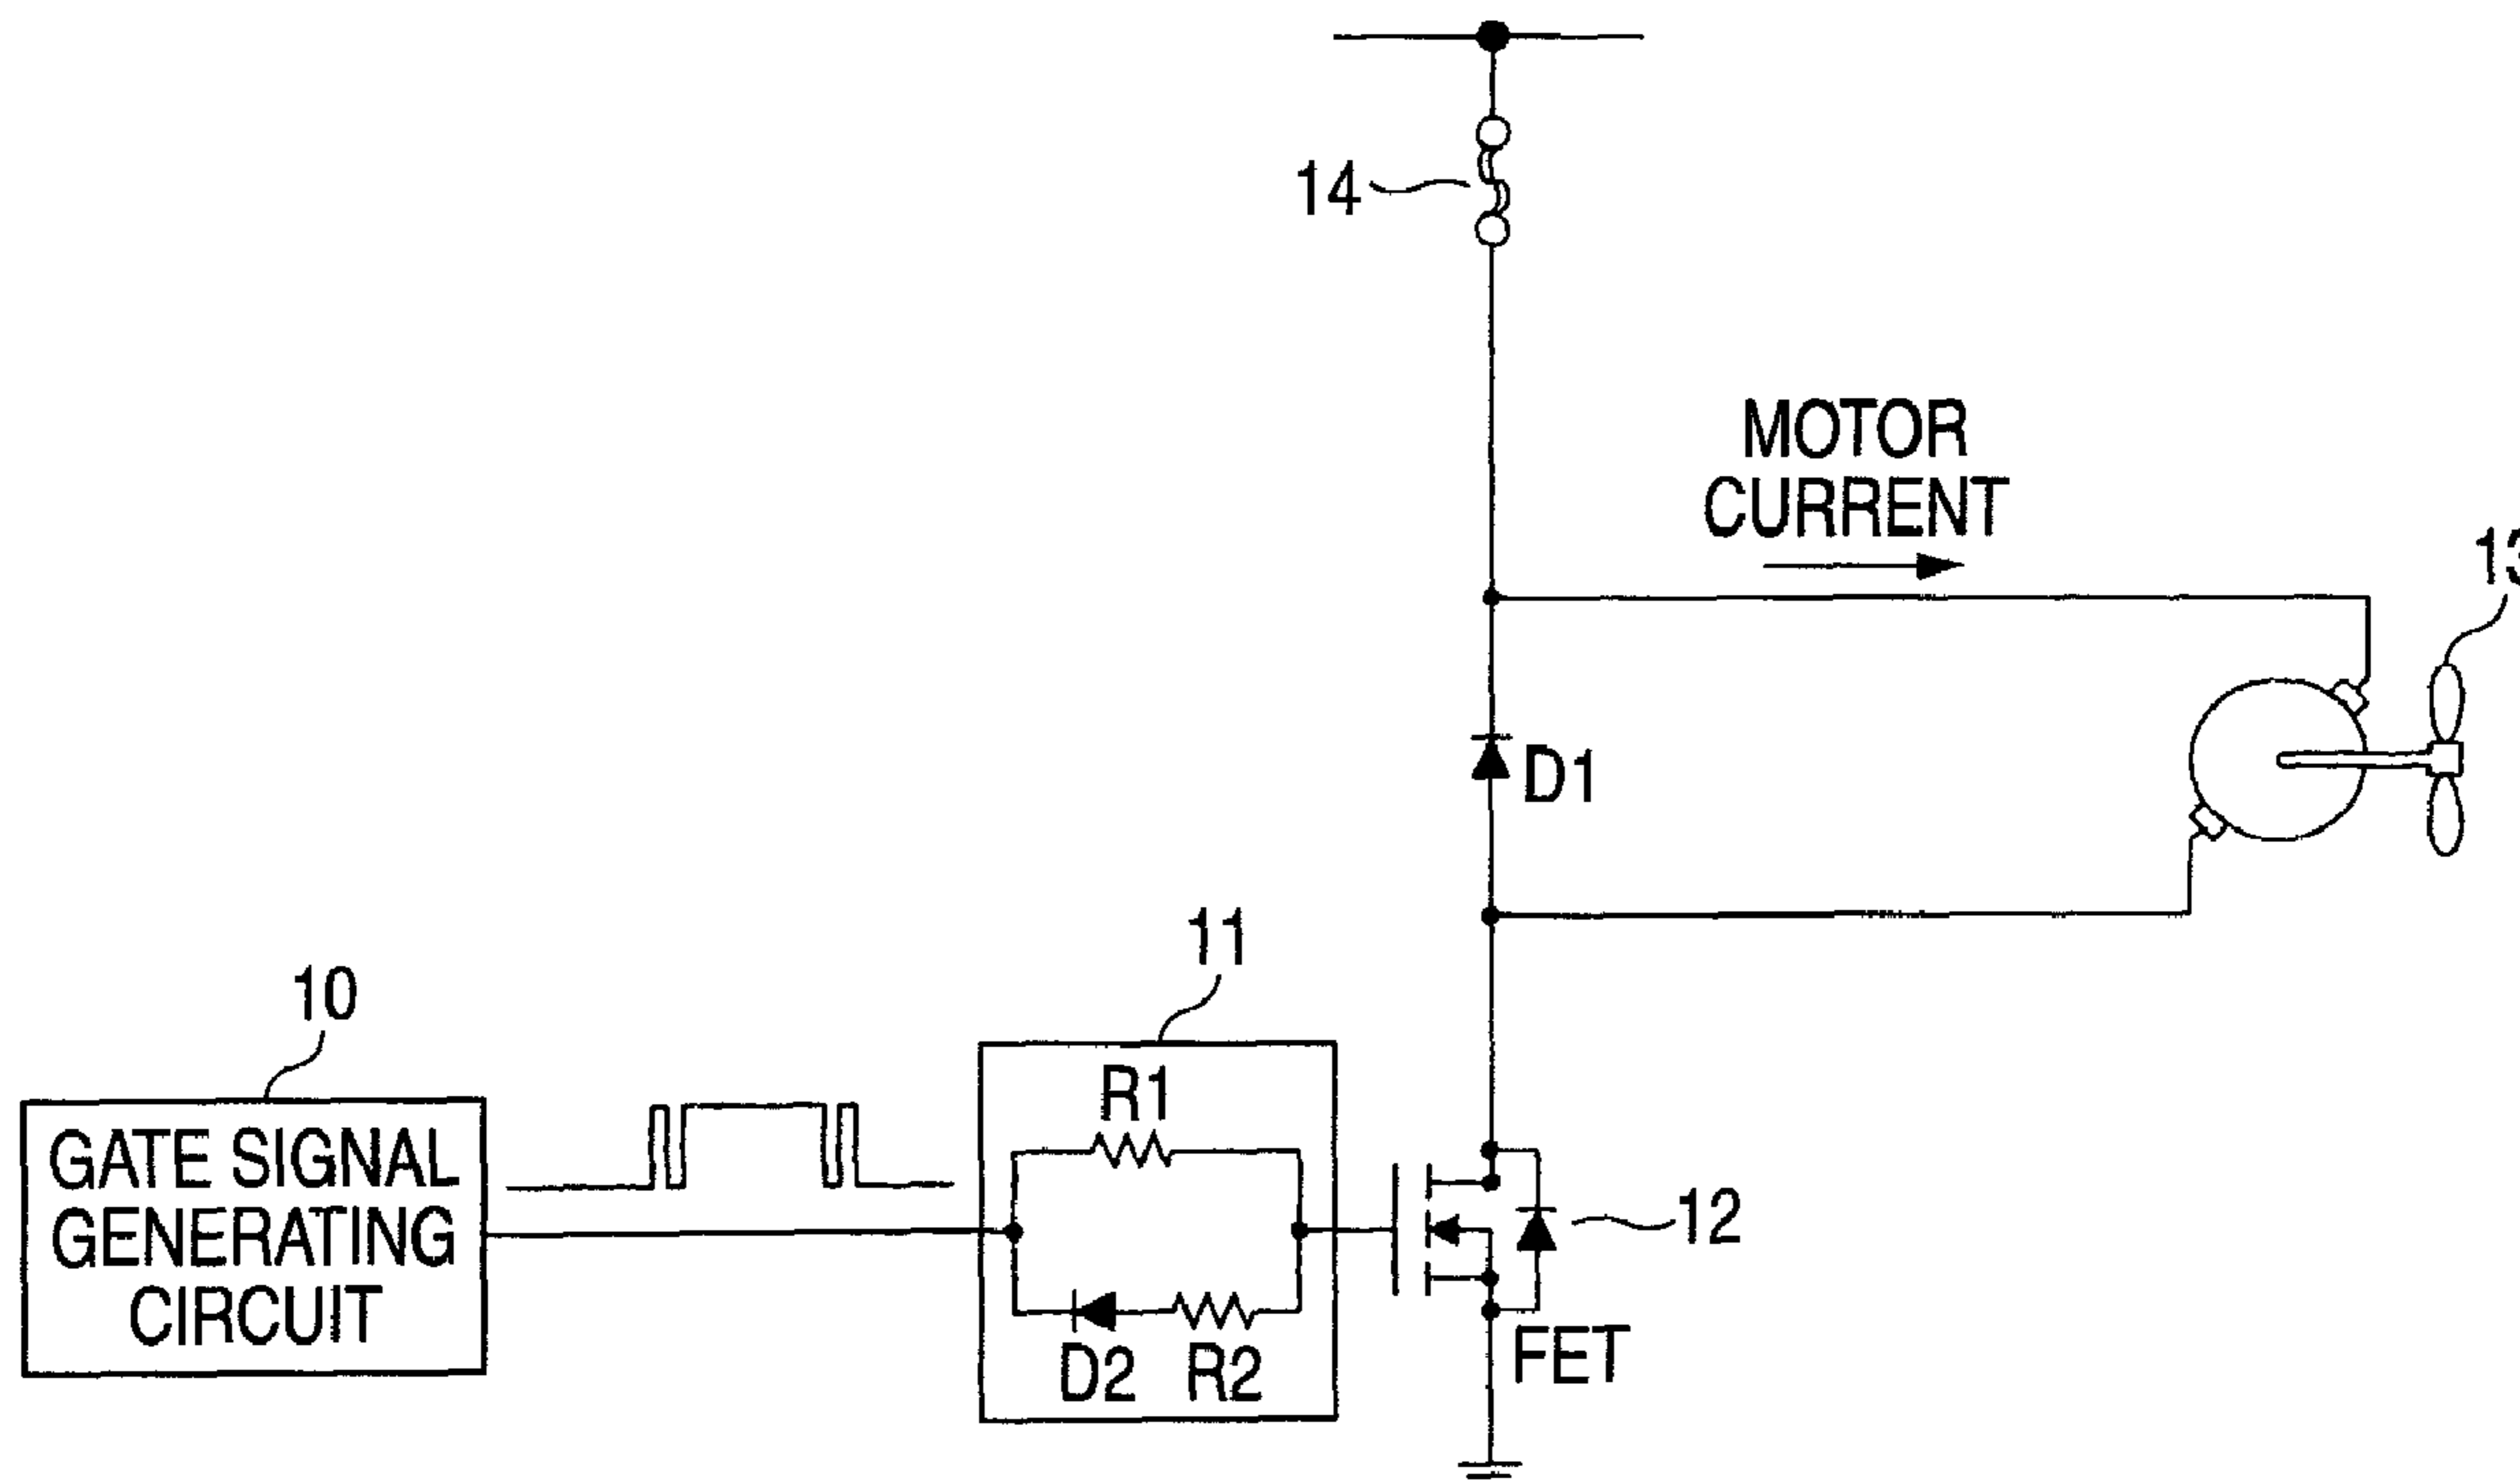 14
MOTOR
CURRENT
13
D1
11
10
R1
GATE SIGNAL
GENERATING
CIRCUIT
12
D2 R2
FET